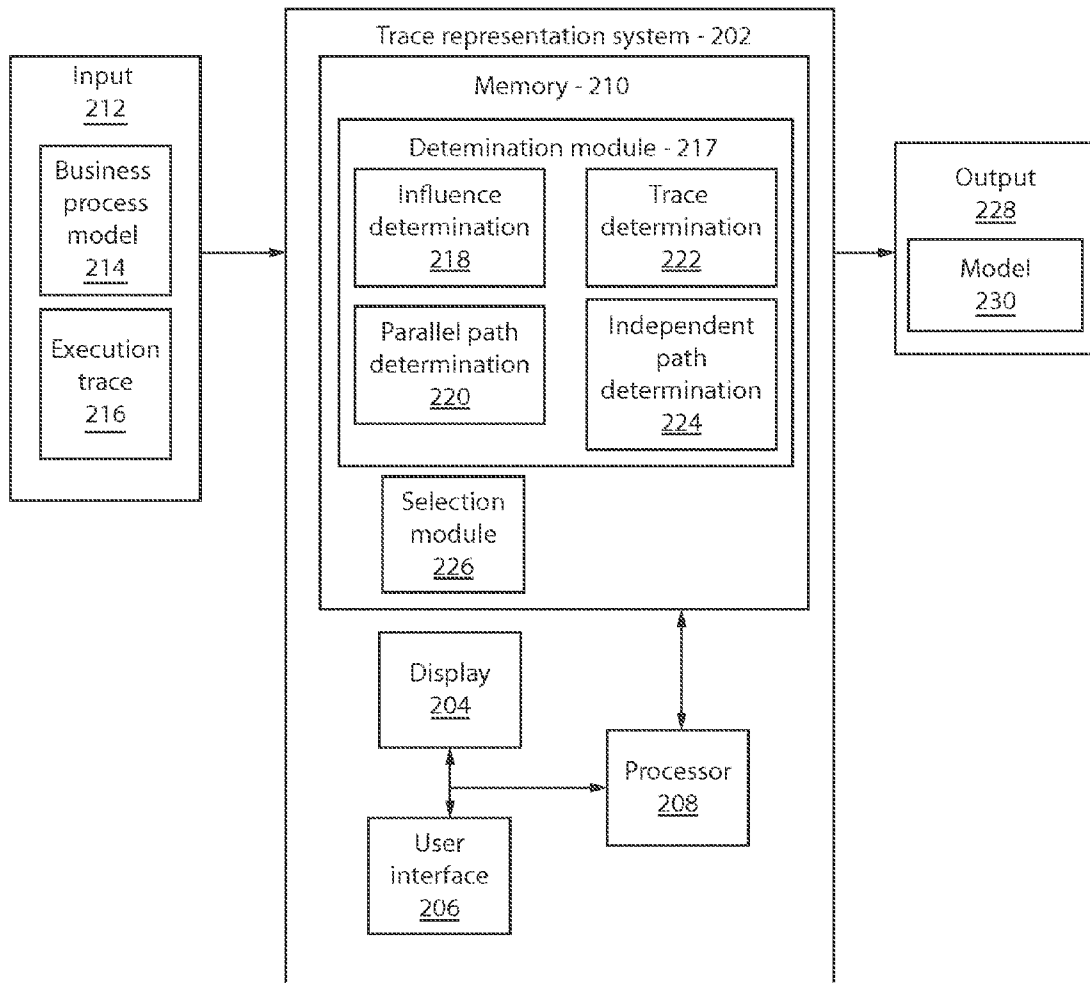 Input
212
Business
process
model
214
Execution
trace
216
Trace representation system - 202
Memory - 210
Detemination module - 217
Influence
determination
218
Trace
determination
222
Parallel path
determination
220
Independent
path
determination
224
Selection
module
226
Display
204
User
interface
206
Processor
208
Output
228
Model
230